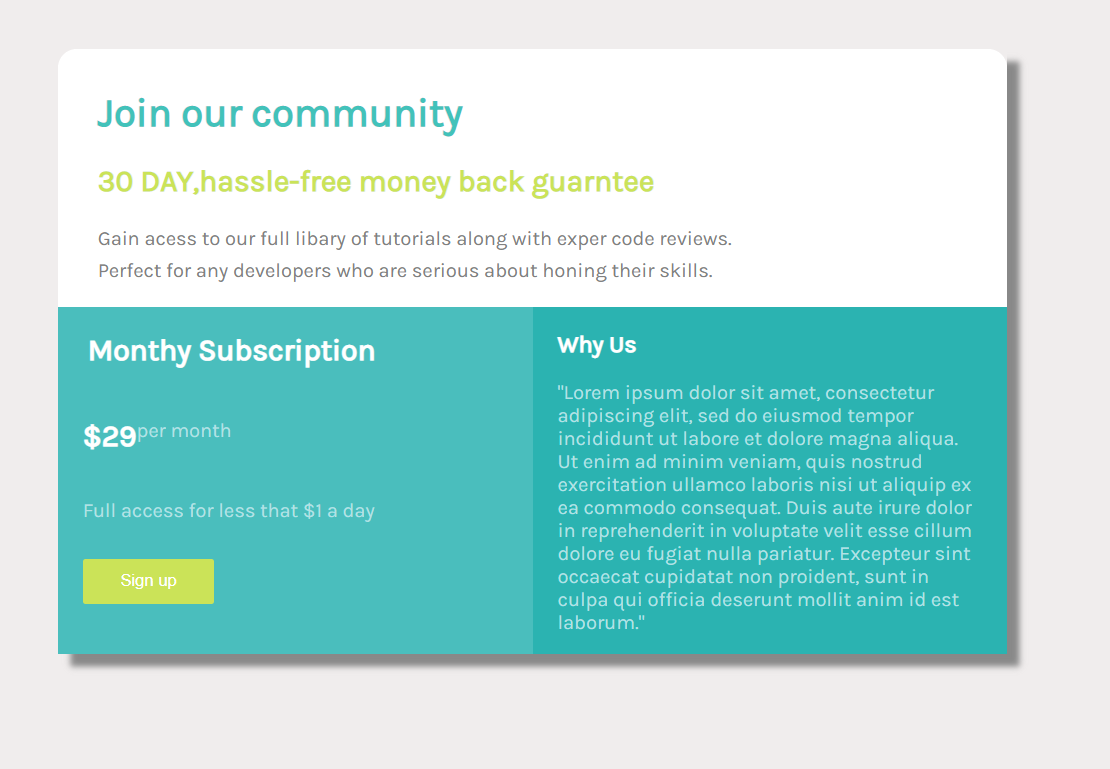 Join our community
30 DAY,hassle-free money back guarntee
Gain acess to our full libary of tutorials along with exper code reviews.
Perfect for any developers who are serious about honing their skills.
Monthy Subscription
$29per month
Full access for less that $1 a day
Sign up
Why Us
"Lorem ipsum dolor sit amet, consectetur
adipiscing elit, sed do eiusmod tempor
incididunt ut labore et dolore magna aliqua.
Ut enim ad minim veniam, quis nostrud
exercitation ullamco laboris nisi ut aliquip ex
ea commodo consequat. Duis aute irure dolor
in reprehenderit in voluptate velit esse cillum
dolore eu fugiat nulla pariatur. Excepteur sint
occaecat cupidatat non proident, sunt in
culpa qui officia deserunt mollit anim id est
laborum."